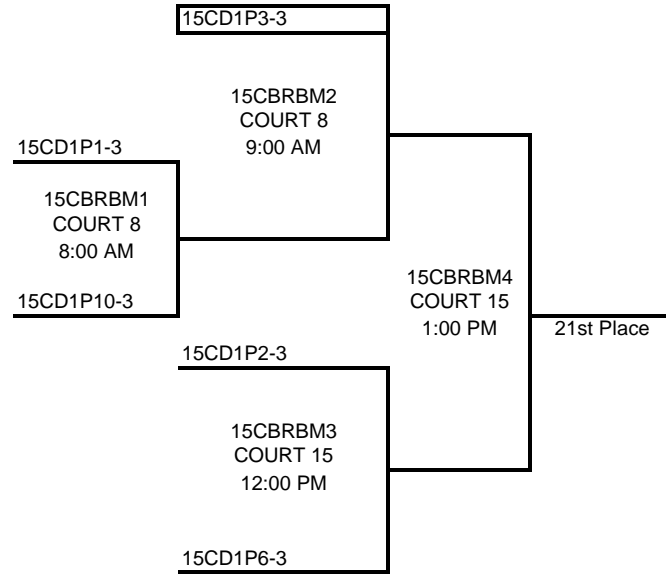 15CD1P3-3
15CBRBM2
COURT 8
9:00 AM
15CD1P1-3
15CBRBM1
COURT 8
8:00 AM
15CD1P10-3
15CBRBM4
COURT 15
1:00 PM
21st Place
15CD1P2-3
15CBRBM3
COURT 15
12:00 PM
15CD1P6-3